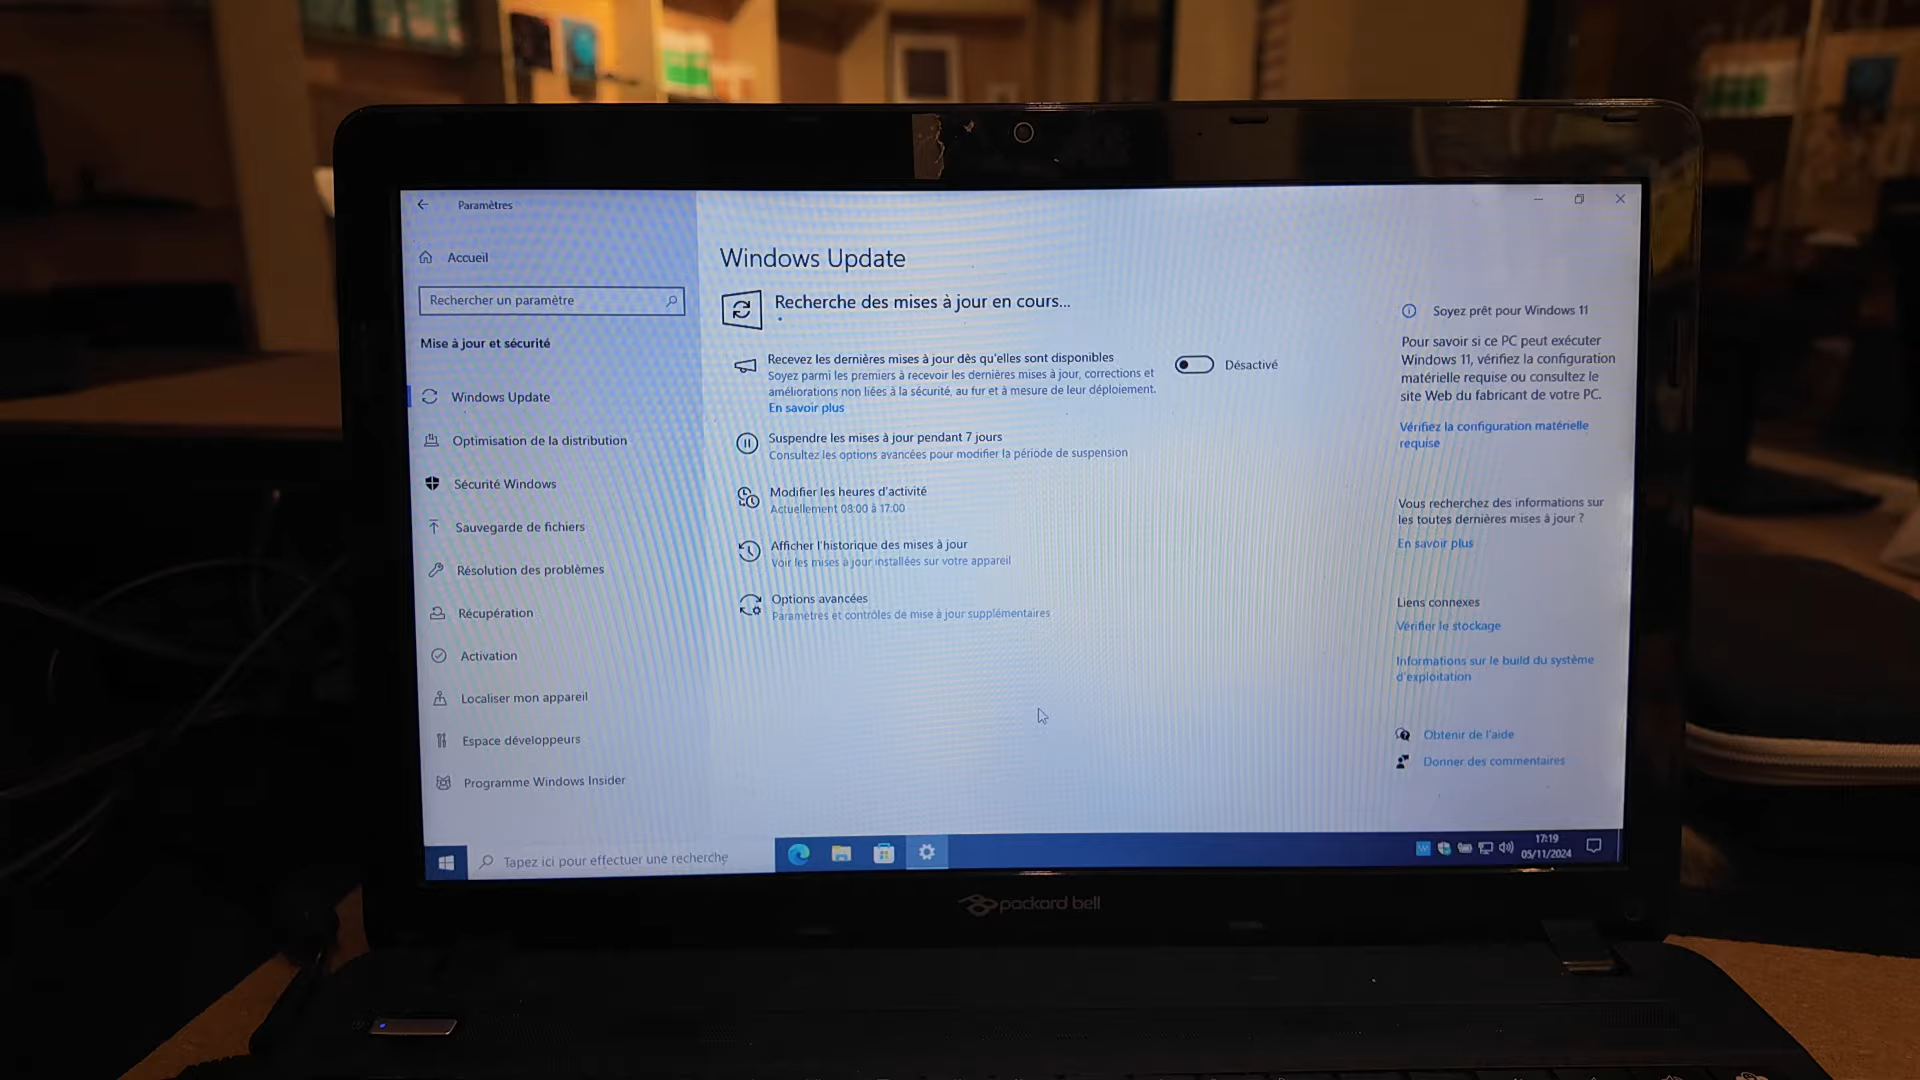 Paramètres
Accueil
Rechercher un paramètre
Mise à jour et sécurité
Windows Update
Optimisation de la distribution
Sécurité Windows
Sauvegarde de fichiers
Résolution des problèmes
Récupération
Activation
Localiser mon appareil
Espace développeurs
Programme Windows Insider
Windows Update
Recherche des mises à jour en cours...
Recevez les dernières mises à jour dès qu'elles sont disponibles
Soyez parmi les premiers à recevoir les dernières mises à jour, corrections et
améliorations non liées à la sécurité, au fur et à mesure de leur déploiement.
En savoir plus
Désactivé
Suspendre les mises à jour pendant 7 jours
Consultez les options avancées pour modifier la période de suspension
Modifier les heures d'activité
Actuellement 08:00 à 17:00
Afficher l'historique des mises à jour
Voir les mises à jour installées sur votre appareil
Options avancées
Paramètres et contrôles de mise à jour supplémentaires
Soyez prêt pour Windows 11
Pour savoir si ce PC peut exécuter
Windows 11, vérifiez la configuration
matérielle requise ou consultez le
site Web du fabricant de votre PC.
Vérifiez la configuration matérielle
requise
Vous recherchez des informations sur
les toutes dernières mises à jour ?
En savoir plus
Liens connexes
Vérifier le stockage
Informations sur le build du système
d'exploitation
Obtenir de l'aide
Donner des commentaires
Tapez ici pour effectuer une recherche
17:19
05/11/2024
packard bell